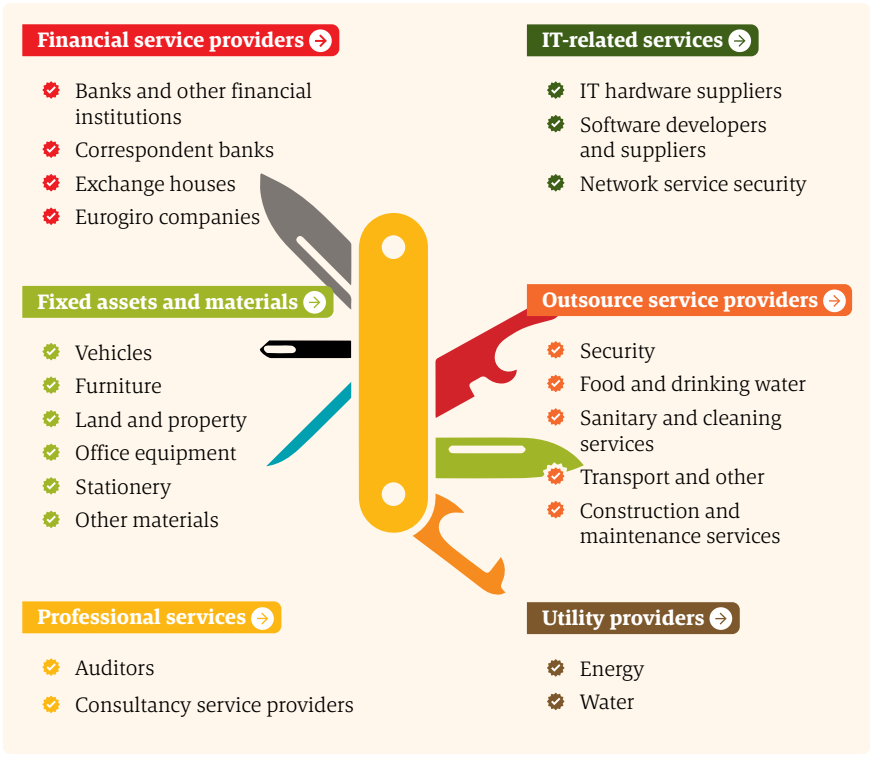 Financial service providers
Banks and other financial
institutions
Correspondent banks
Exchange houses
Eurogiro companies
Fixed assets and materials
Vehicles
Furniture
Land and property
Office equipment
Stationery
Other materials
Professional services
Auditors
Consultancy service providers
IT-related services
IT hardware suppliers
Software developers
and suppliers
Network service security
Outsource service providers
Security
Food and drinking water
Sanitary and cleaning
services
Transport and other
Construction and
maintenance services
Utility providers
Energy
Water